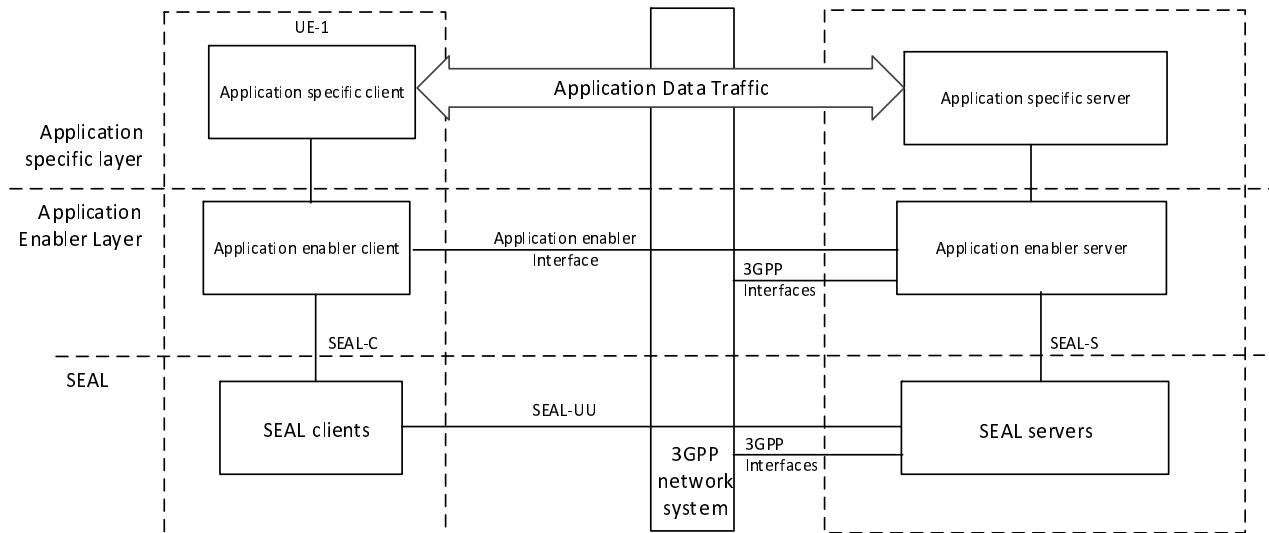 UE-1
Application specific client
Application Data Traffic
Application specific server
Application
specific layer
Application
Enabler Layer
Application enabler client
Application enabler
Interface
Application enabler server
3GPP
Interfaces
SEAL-C
SEAL-S
SEAL
SEAL clients
SEAL-UU
SEAL servers
3GPP
Interfaces
3GPP
network
system